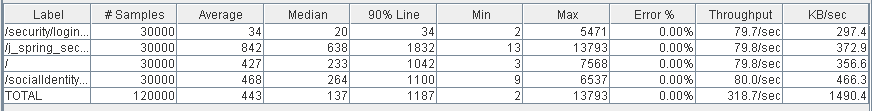 Label # Samples Average Median 90% Line Min Max Error % Throughput KB/sec
/security/login... 30000 34 20 34 2 5471 0.00% 79.7/sec 297.4
/j_spring_sec... 30000 842 638 1832 13 13793 0.00% 79.8/sec 372.9
/ 30000 427 233 1042 3 7568 0.00% 79.8/sec 356.6
/socialIdentity... 30000 468 264 1100 9 6537 0.00% 80.0/sec 466.3
TOTAL 120000 443 137 1187 2 13793 0.00% 318.7/sec 1490.4